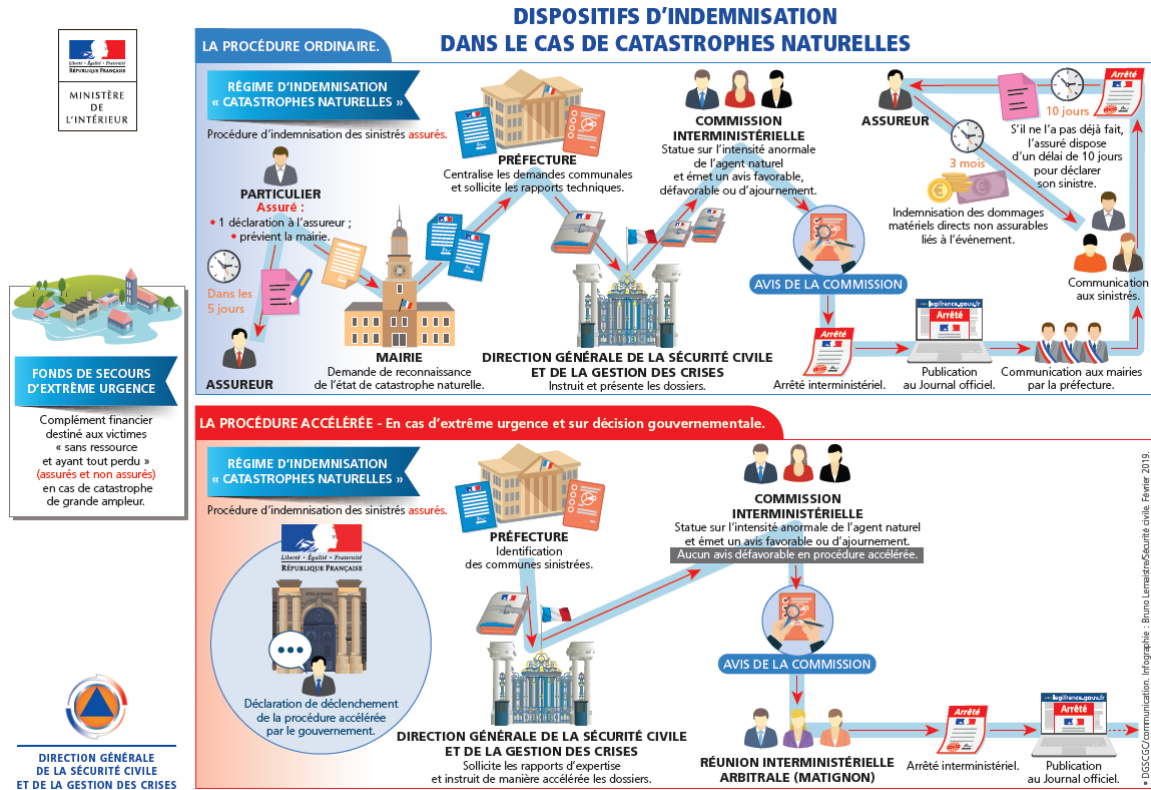 DISPOSITIFS D'INDEMNISATION
DANS LE CAS DE CATASTROPHES NATURELLES
Liberté • Égalité • Fraternité
RÉPUBLIQUE FRANÇAISE
MINISTÈRE
DE
L'INTÉRIEUR
LA PROCÉDURE ORDINAIRE.
RÉGIME D'INDEMNISATION
« CATASTROPHES NATURELLES »
Procédure d'indemnisation des sinistrés assurés.
PARTICULIER
Assuré :
• 1 déclaration à l'assureur ;
• prévient la mairie.
Dans les
5 jours
ASSUREUR
MAIRIE
Demande de reconnaissance
de l'état de catastrophe naturelle.
PRÉFECTURE
Centralise les demandes communales
et sollicite les rapports techniques.
DIRECTION GÉNÉRALE DE LA SÉCURITÉ CIVILE
ET DE LA GESTION DES CRISES
Instruit et présente les dossiers.
COMMISSION
INTERMINISTÉRIELLE
Statue sur l'intensité anormale
de l'agent naturel
et émet un avis favorable,
défavorable ou d'ajournement.
AVIS DE LA COMMISSION
Arrêté
Arrêté interministériel.
legifrance.gouv.fr
Arrêté
Publication
au Journal officiel.
Communication aux mairies
par la préfecture.
Arrêté
10 jours
S'il ne l'a pas déjà fait,
l'assuré dispose
d'un délai de 10 jours
pour déclarer
son sinistre.
ASSUREUR
3 mois
Indemnisation des dommages
matériels directs non assurables
liés à l'événement.
Communication
aux sinistrés.
FONDS DE SECOURS
D'EXTRÊME URGENCE
Complément financier
destiné aux victimes
« sans ressource
et ayant tout perdu »
(assurés et non assurés)
en cas de catastrophe
de grande ampleur.
LA PROCÉDURE ACCÉLÉRÉE - En cas d'extrême urgence et sur décision gouvernementale.
RÉGIME D'INDEMNISATION
« CATASTROPHES NATURELLES »
Procédure d'indemnisation des sinistrés assurés.
Liberté • Égalité • Fraternité
RÉPUBLIQUE FRANÇAISE
Déclaration de déclenchement
de la procédure accélérée
par le gouvernement.
PRÉFECTURE
Identification
des communes sinistrées.
DIRECTION GÉNÉRALE DE LA SÉCURITÉ CIVILE
ET DE LA GESTION DES CRISES
Sollicite les rapports d'expertise
et instruit de manière accélérée les dossiers.
COMMISSION
INTERMINISTÉRIELLE
Statue sur l'intensité anormale de l'agent naturel
et émet un avis favorable ou d'ajournement.
Aucun avis défavorable en procédure accélérée.
AVIS DE LA COMMISSION
RÉUNION INTERMINISTÉRIELLE
ARBITRALE (MATIGNON)
Arrêté
Arrêté interministériel.
legifrance.gouv.fr
Arrêté
Publication
au Journal officiel.
DIRECTION GÉNÉRALE
DE LA SÉCURITÉ CIVILE
ET DE LA GESTION DES CRISES
• DGSCGC/communication. Infographie : Bruno Lemaistre/Sécurité civile. Février 2019.